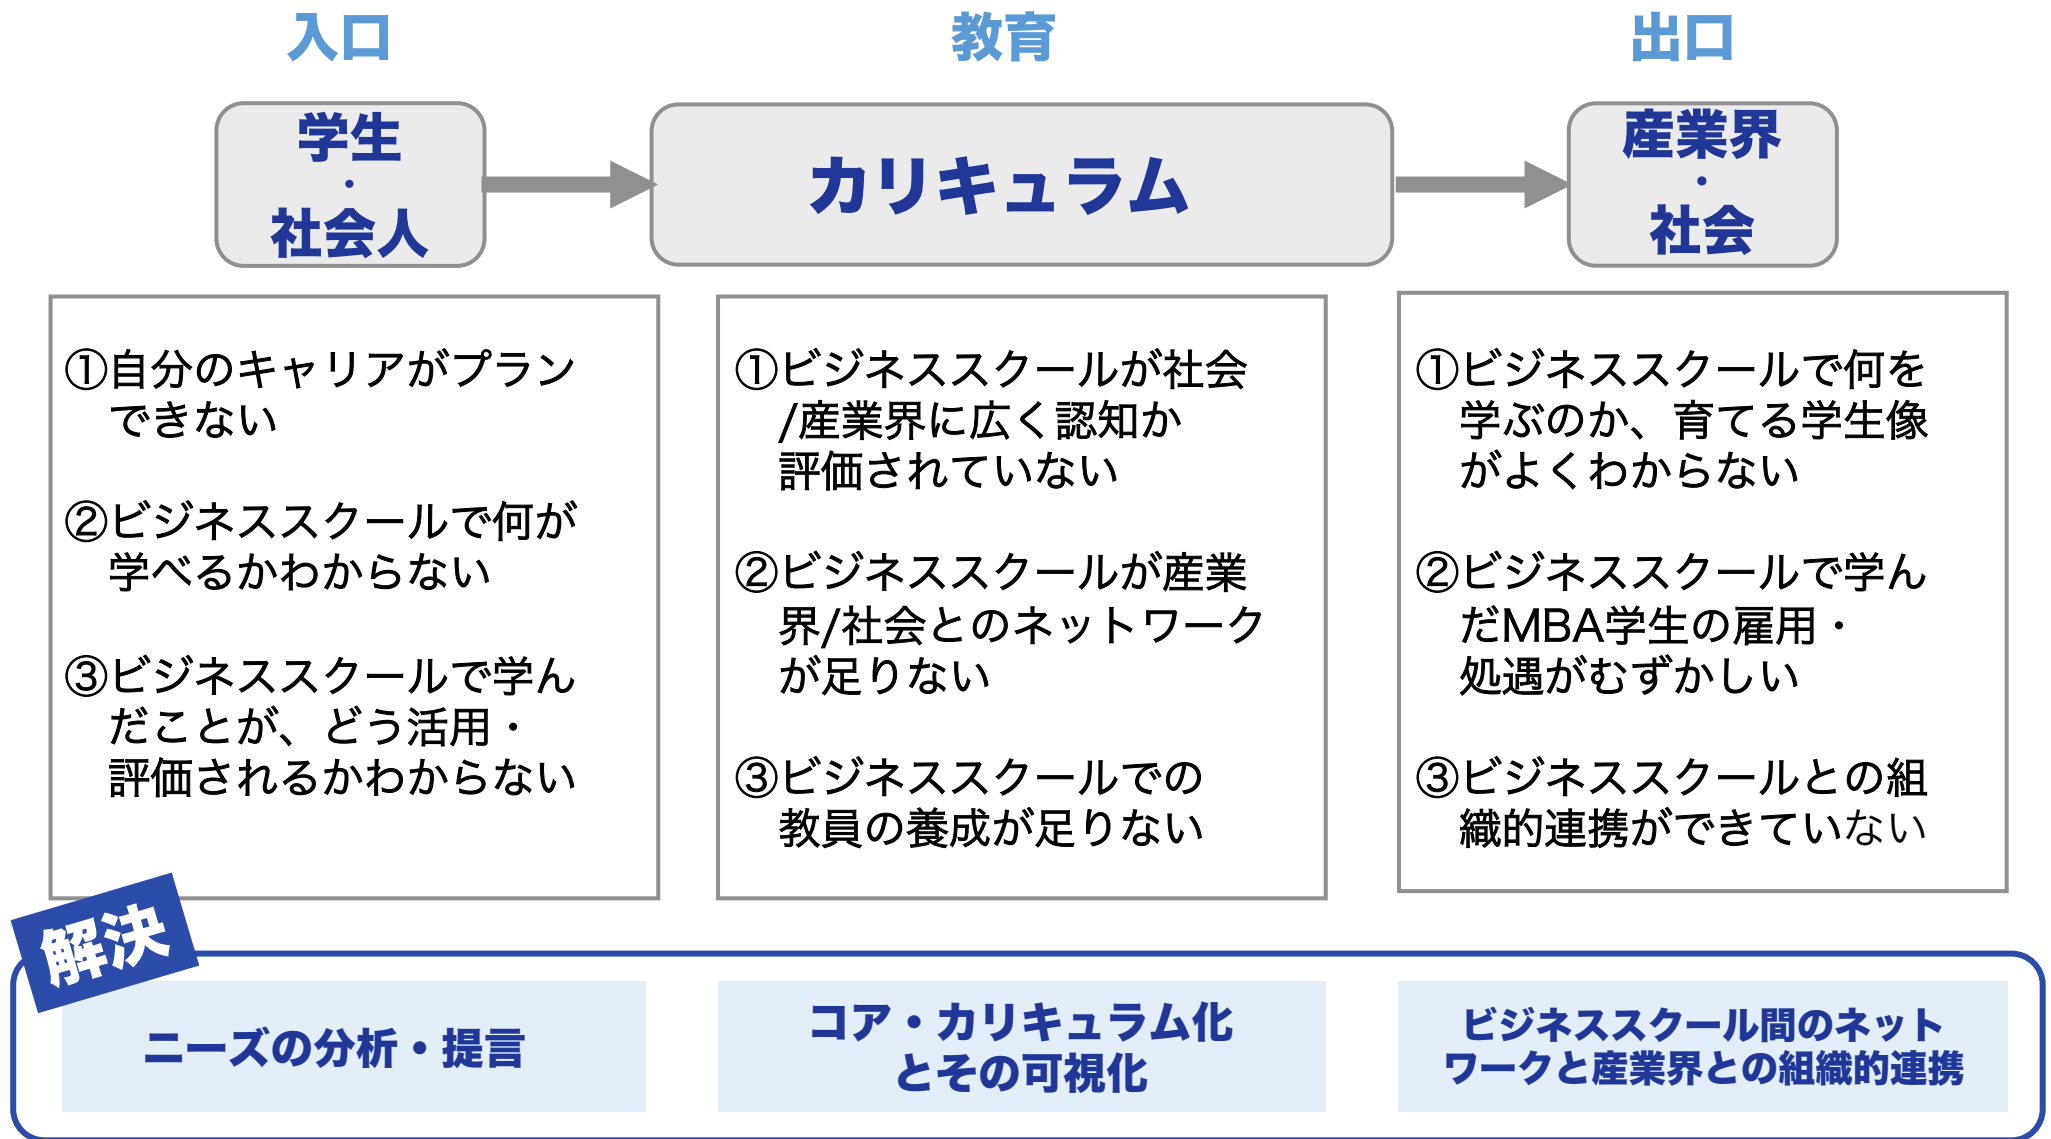 入口
教育
出口
学生
・
社会人
カリキュラム
産業界
・
社会
①自分のキャリアがプラン
できない
②ビジネススクールで何が
学べるかわからない
③ビジネススクールで学ん
だことが、どう活用・
評価されるかわからない
①ビジネススクールが社会
/産業界に広く認知か
評価されていない
②ビジネススクールが産業
界/社会とのネットワーク
が足りない
③ビジネススクールでの
教員の養成が足りない
①ビジネススクールで何を
学ぶのか、育てる学生像
がよくわからない
②ビジネススクールで学ん
だMBA学生の雇用・
処遇がむずかしい
③ビジネススクールとの組
織的連携ができていない
解決
ニーズの分析・提言
コア・カリキュラム化
とその可視化
ビジネススクール間のネット
ワークと産業界との組織的連携